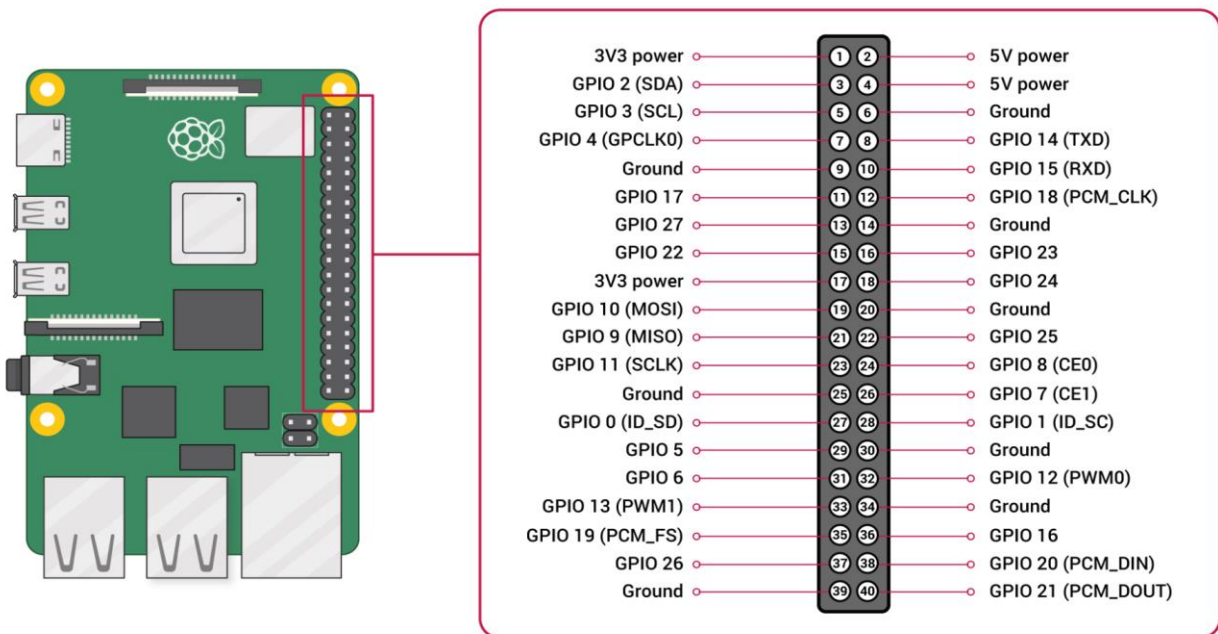 3V3 power 1 2 5V power
GPIO 2 (SDA) 3 4 5V power
GPIO 3 (SCL) 5 6 Ground
GPIO 4 (GPCLK0) 7 8 GPIO 14 (TXD)
Ground 9 10 GPIO 15 (RXD)
GPIO 17 11 12 GPIO 18 (PCM_CLK)
GPIO 27 13 14 Ground
GPIO 22 15 16 GPIO 23
3V3 power 17 18 GPIO 24
GPIO 10 (MOSI) 19 20 Ground
GPIO 9 (MISO) 21 22 GPIO 25
GPIO 11 (SCLK) 23 24 GPIO 8 (CE0)
Ground 25 26 GPIO 7 (CE1)
GPIO 0 (ID_SD) 27 28 GPIO 1 (ID_SC)
GPIO 5 29 30 Ground
GPIO 6 31 32 GPIO 12 (PWM0)
GPIO 13 (PWM1) 33 34 Ground
GPIO 19 (PCM_FS) 35 36 GPIO 16
GPIO 26 37 38 GPIO 20 (PCM_DIN)
Ground 39 40 GPIO 21 (PCM_DOUT)